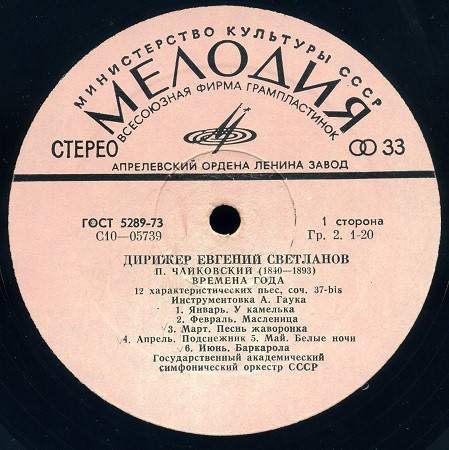 МИНИСТЕРСТВО КУЛЬТУРЫ СССР
МЕЛОДИЯ
ВСЕСОЮЗНАЯ ФИРМА ГРАМПЛАСТИНОК
СТЕРЕО
33
АПРЕЛЕВСКИЙ ОРДЕНА ЛЕНИНА ЗАВОД
ГОСТ 5289-73
1 сторона
С10—05739
Гр. 2. 1-20
ДИРИЖЕР ЕВГЕНИЙ СВЕТЛАНОВ
П. ЧАЙКОВСКИЙ (1840—1893)
ВРЕМЕНА ГОДА
12 характеристических пьес, соч. 37-bis
Инструментовка А. Гаука
1. Январь. У камелька
2. Февраль. Масленица
3. Март. Песнь жаворонка
4. Апрель. Подснежник 5. Май. Белые ночи
6. Июнь. Баркарола
Государственный академический
симфонический оркестр СССР